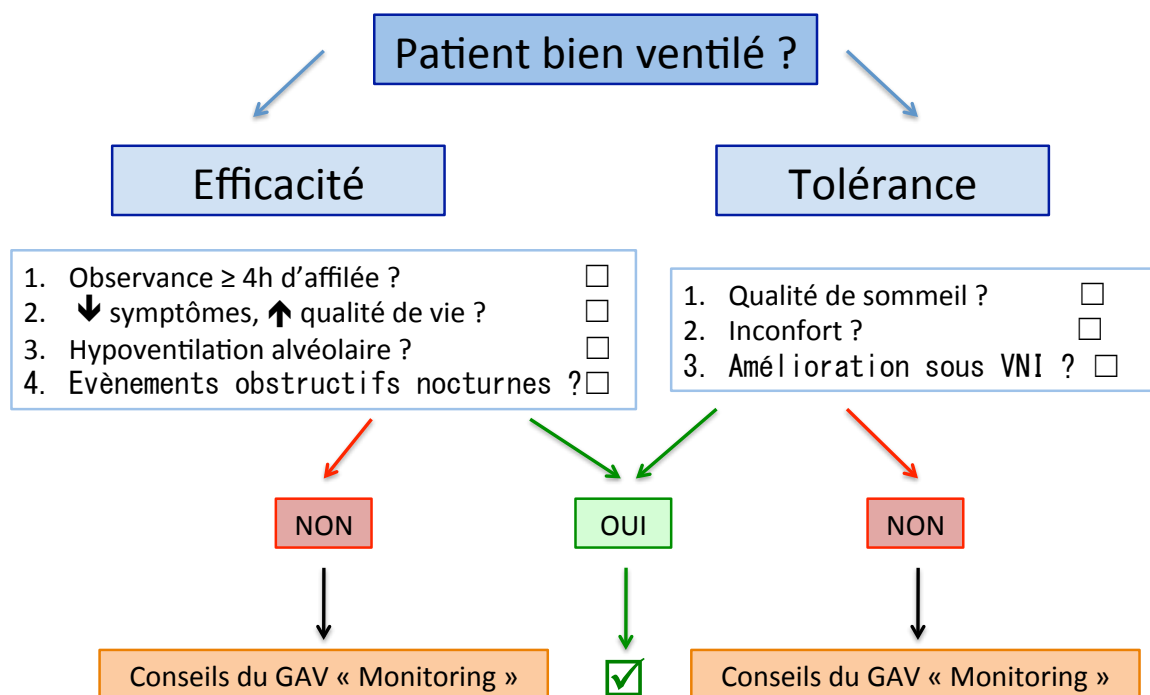 Patient bien ventilé ?
Efficacité
Tolérance
1. Observance ≥ 4h d’affilée ? ☐
2. 🡻 symptômes, 🡹 qualité de vie ? ☐
3. Hypoventilation alvéolaire ? ☐
4. Evènements obstructifs nocturnes ?☐
1. Qualité de sommeil ? ☐
2. Inconfort ? ☐
3. Amélioration sous VNI ? ☐
NON
OUI
NON
Conseils du GAV « Monitoring »
☑
Conseils du GAV « Monitoring »